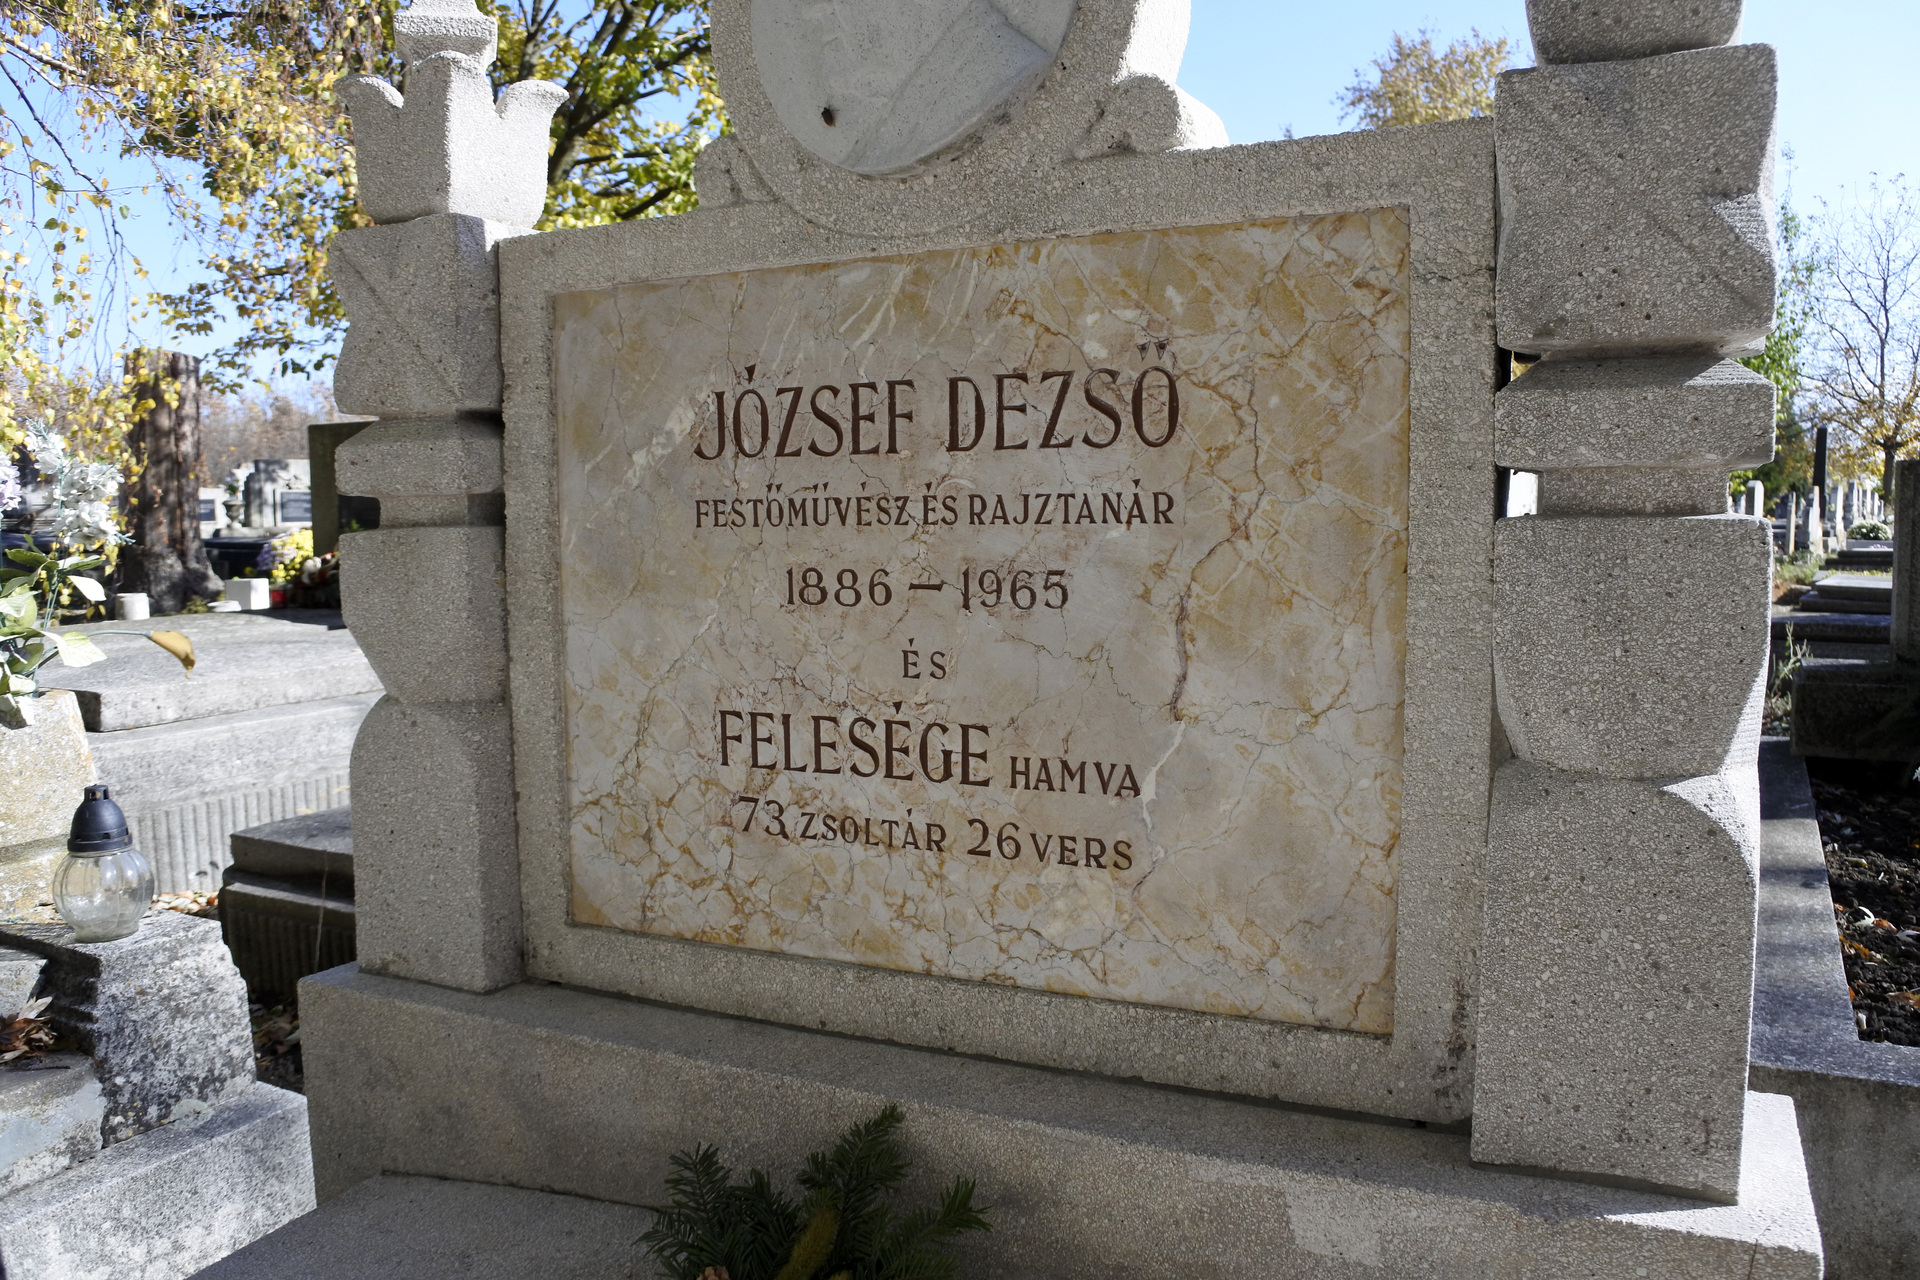 JÓZSEF DEZSŐ
FESTŐMŰVÉSZ ÉS RAJZTANÁR
1886 – 1965
ÉS
FELESÉGE HAMVA
73 ZSOLTÁR 26 VERS